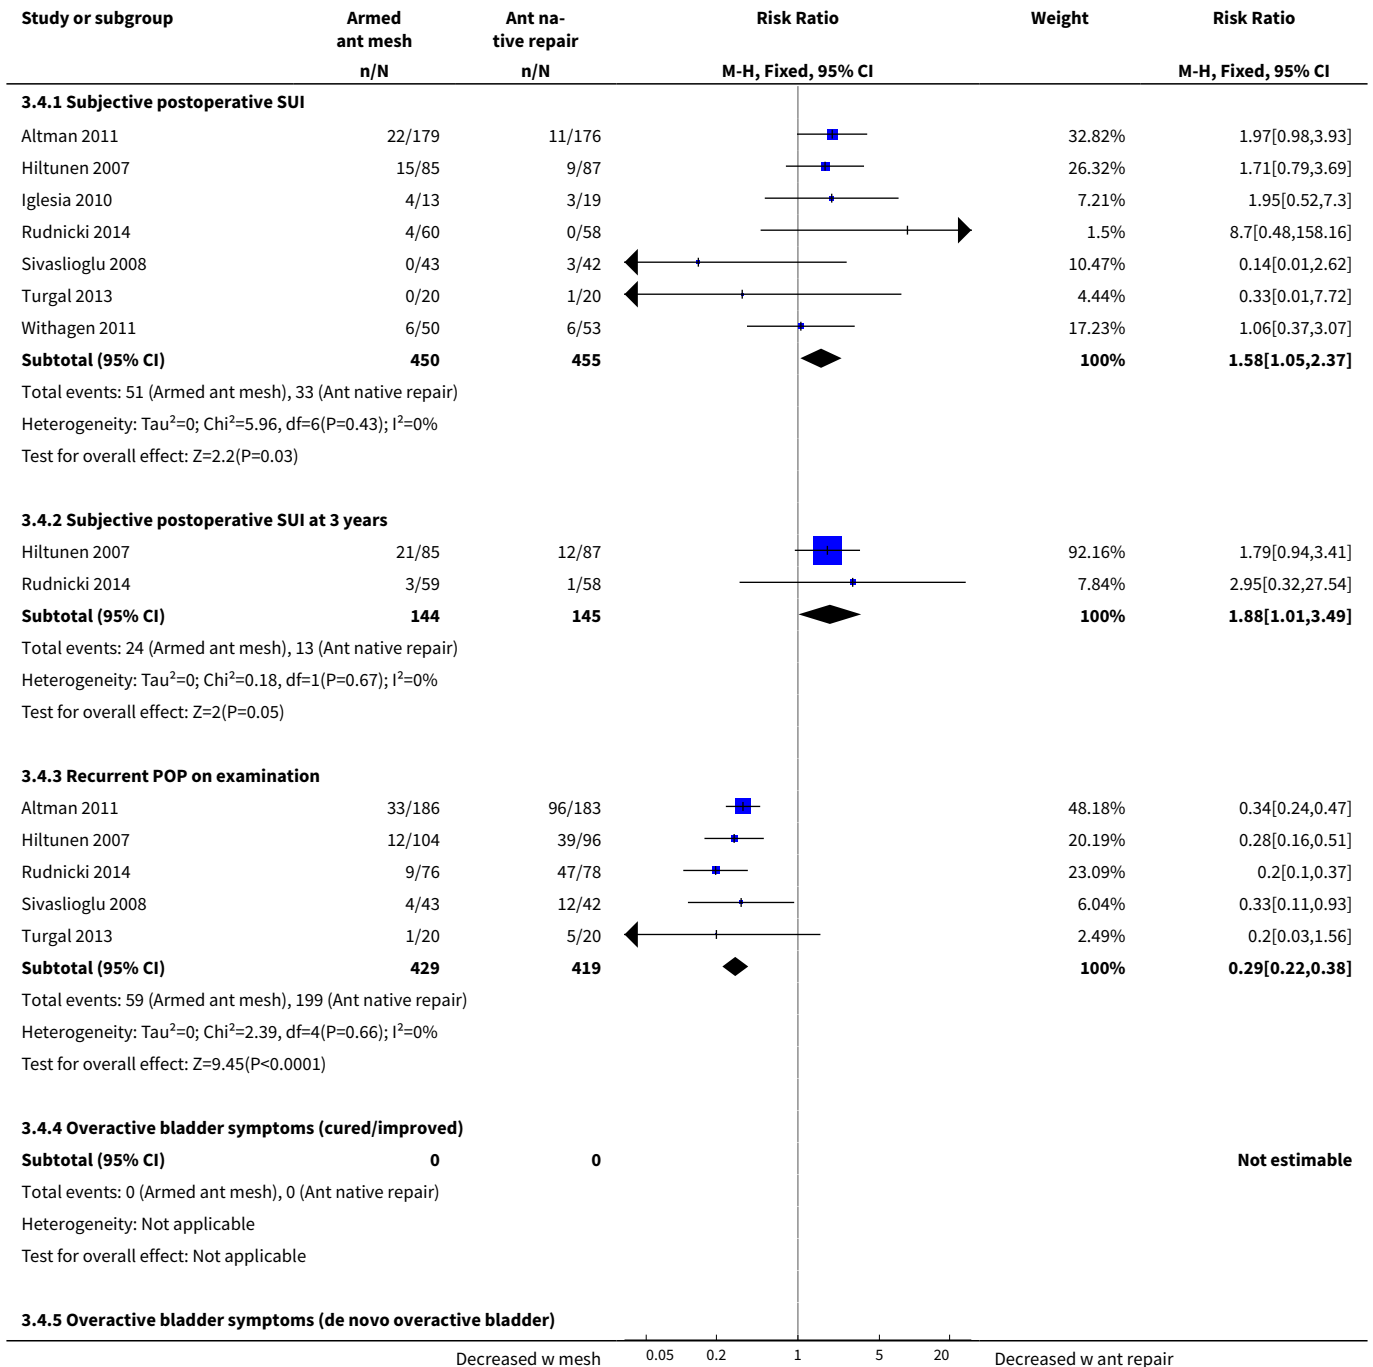 Study or subgroup Armed Ant na- Risk Ratio Weight Risk Ratio
ant mesh tive repair
n/N n/N M-H, Fixed, 95% CI M-H, Fixed, 95% CI
3.4.1 Subjective postoperative SUI
Altman 2011 22/179 11/176 32.82% 1.97[0.98,3.93]
Hiltunen 2007 15/85 9/87 26.32% 1.71[0.79,3.69]
Iglesia 2010 4/13 3/19 7.21% 1.95[0.52,7.3]
Rudnicki 2014 4/60 0/58 1.5% 8.7[0.48,158.16]
Sivaslioglu 2008 0/43 3/42 10.47% 0.14[0.01,2.62]
Turgal 2013 0/20 1/20 4.44% 0.33[0.01,7.72]
Withagen 2011 6/50 6/53 17.23% 1.06[0.37,3.07]
Subtotal (95% CI) 450 455 100% 1.58[1.05,2.37]
Total events: 51 (Armed ant mesh), 33 (Ant native repair)
Heterogeneity: Tau²=0; Chi²=5.96, df=6(P=0.43); I²=0%
Test for overall effect: Z=2.2(P=0.03)
3.4.2 Subjective postoperative SUI at 3 years
Hiltunen 2007 21/85 12/87 92.16% 1.79[0.94,3.41]
Rudnicki 2014 3/59 1/58 7.84% 2.95[0.32,27.54]
Subtotal (95% CI) 144 145 100% 1.88[1.01,3.49]
Total events: 24 (Armed ant mesh), 13 (Ant native repair)
Heterogeneity: Tau²=0; Chi²=0.18, df=1(P=0.67); I²=0%
Test for overall effect: Z=2(P=0.05)
3.4.3 Recurrent POP on examination
Altman 2011 33/186 96/183 48.18% 0.34[0.24,0.47]
Hiltunen 2007 12/104 39/96 20.19% 0.28[0.16,0.51]
Rudnicki 2014 9/76 47/78 23.09% 0.2[0.1,0.37]
Sivaslioglu 2008 4/43 12/42 6.04% 0.33[0.11,0.93]
Turgal 2013 1/20 5/20 2.49% 0.2[0.03,1.56]
Subtotal (95% CI) 429 419 100% 0.29[0.22,0.38]
Total events: 59 (Armed ant mesh), 199 (Ant native repair)
Heterogeneity: Tau²=0; Chi²=2.39, df=4(P=0.66); I²=0%
Test for overall effect: Z=9.45(P<0.0001)
3.4.4 Overactive bladder symptoms (cured/improved)
Subtotal (95% CI) 0 0 Not estimable
Total events: 0 (Armed ant mesh), 0 (Ant native repair)
Heterogeneity: Not applicable
Test for overall effect: Not applicable
3.4.5 Overactive bladder symptoms (de novo overactive bladder)
Decreased w mesh 0.05 0.2 1 5 20 Decreased w ant repair